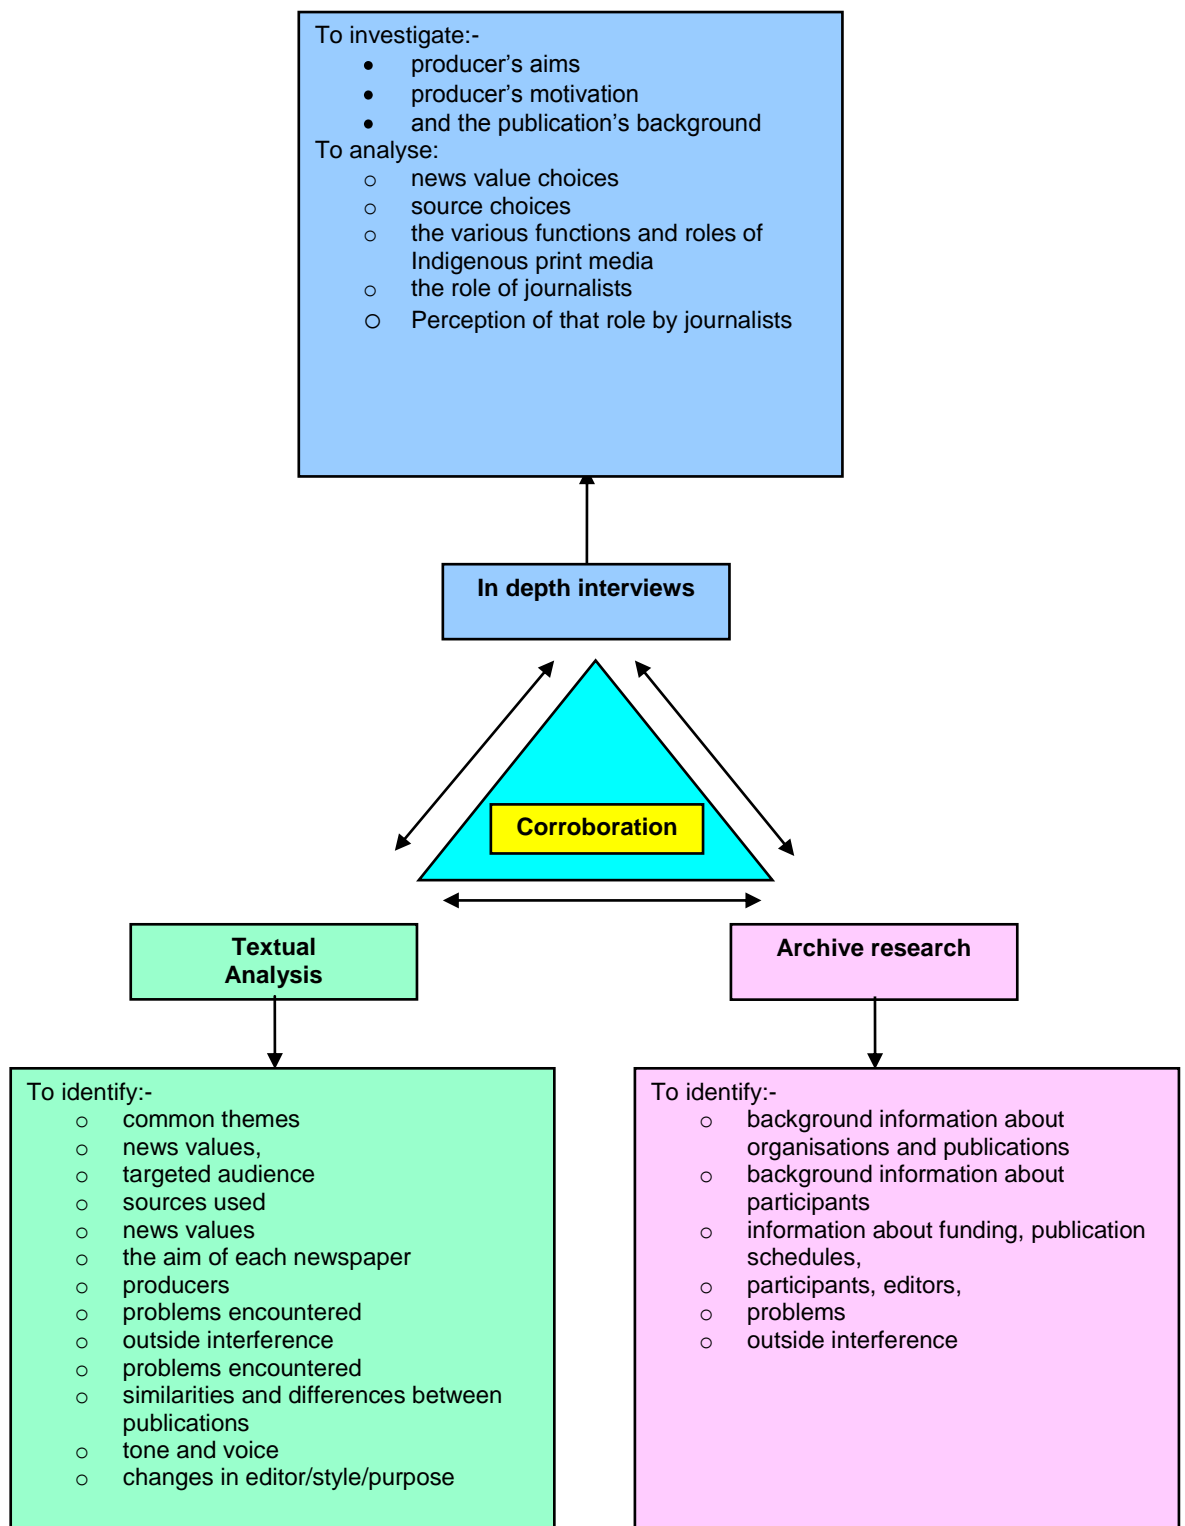 To investigate:-
• producer’s aims
• producer’s motivation
• and the publication’s background
To analyse:
o news value choices
o source choices
o the various functions and roles of
Indigenous print media
o the role of journalists
o Perception of that role by journalists
In depth interviews
Corroboration
Textual
Analysis
Archive research
To identify:-
o common themes
o news values,
o targeted audience
o sources used
o news values
o the aim of each newspaper
o producers
o problems encountered
o outside interference
o problems encountered
o similarities and differences between
publications
o tone and voice
o changes in editor/style/purpose
To identify:-
o background information about
organisations and publications
o background information about
participants
o information about funding, publication
schedules,
o participants, editors,
o problems
o outside interference